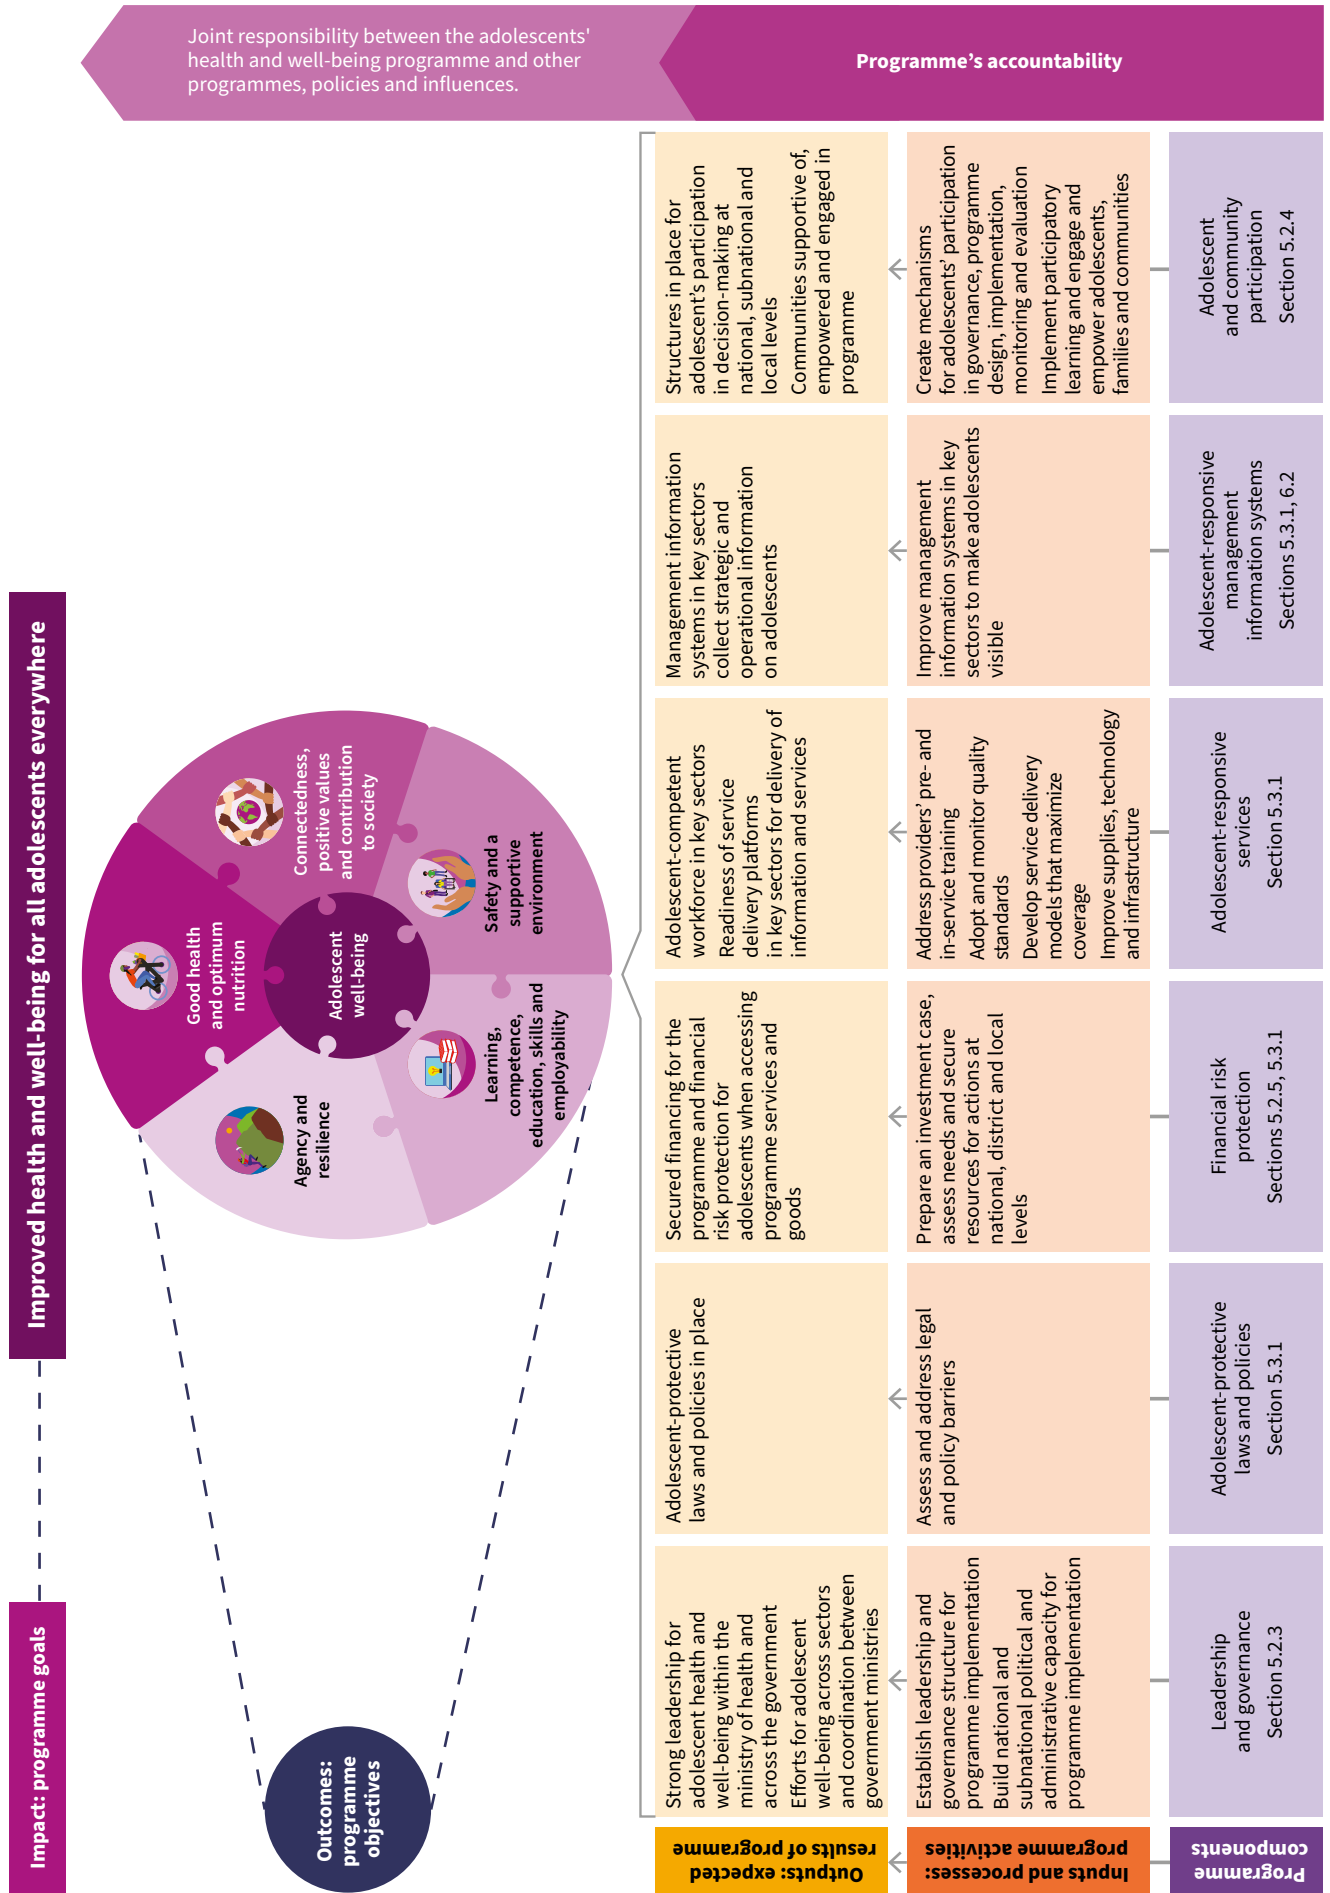 Impact: programme goals
Improved health and well-being for all adolescents everywhere
Outcomes:
programme
objectives
Good health
and optimum
nutrition
Connectedness,
positive values
and contribution
to society
Safety and a
supportive
environment
Learning,
competence,
education, skills and
employability
Agency and
resilience
Adolescent
well-being
Joint responsibility between the adolescents'
health and well-being programme and other
programmes, policies and influences.
Programme’s accountability
Outputs: expected
results of programme
Strong leadership for
adolescent health and
well-being within the
ministry of health and
across the government
Efforts for adolescent
well-being across sectors
and coordination between
government ministries
Adolescent-protective
laws and policies in place
Secured financing for the
programme and financial
risk protection for
adolescents when accessing
programme services and
goods
Adolescent-competent
workforce in key sectors
Readiness of service
delivery platforms
in key sectors for delivery of
information and services
Management information
systems in key sectors
collect strategic and
operational information
on adolescents
Structures in place for
adolescent’s participation
in decision-making at
national, subnational and
local levels
Communities supportive of,
empowered and engaged in
programme
Inputs and processes:
programme activities
Establish leadership and
governance structure for
programme implementation
Build national and
subnational political and
administrative capacity for
programme implementation
Assess and address legal
and policy barriers
Prepare an investment case,
assess needs and secure
resources for actions at
national, district and local
levels
Address providers’ pre- and
in-service training
Adopt and monitor quality
standards
Develop service delivery
models that maximize
coverage
Improve supplies, technology
and infrastructure
Improve management
information systems in key
sectors to make adolescents
visible
Create mechanisms
for adolescents’ participation
in governance, programme
design, implementation,
monitoring and evaluation
Implement participatory
learning and engage and
empower adolescents,
families and communities
Programme
components
Leadership
and governance
Section 5.2.3
Adolescent-protective
laws and policies
Section 5.3.1
Financial risk
protection
Sections 5.2.5, 5.3.1
Adolescent-responsive
services
Section 5.3.1
Adolescent-responsive
management
information systems
Sections 5.3.1, 6.2
Adolescent
and community
participation
Section 5.2.4